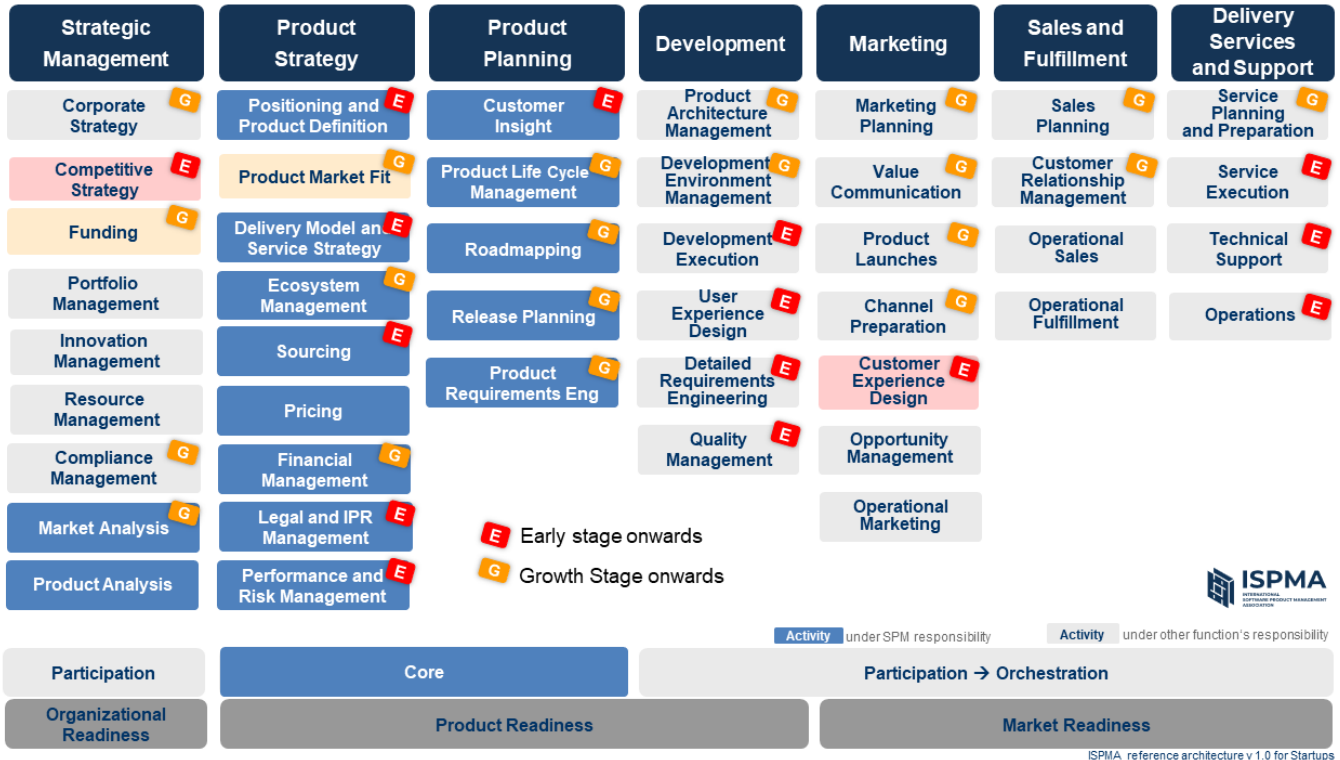 Strategic
Management
Corporate
Strategy
G
Competitive
Strategy
E
Funding
G
Portfolio
Management
Innovation
Management
Resource
Management
Compliance
Management
G
Market Analysis
G
Product Analysis
Product
Strategy
Positioning and
Product Definition
E
Product Market Fit
G
Delivery Model and
Service Strategy
E
Ecosystem
Management
G
Sourcing
E
Pricing
Financial
Management
G
Legal and IPR
Management
E
Performance and
Risk Management
E
Product
Planning
Customer
Insight
E
Product Life Cycle
Management
G
Roadmapping
G
Release Planning
G
Product
Requirements Eng
G
Development
Product
Architecture
Management
G
Development
Environment
Management
G
Development
Execution
E
User
Experience
Design
E
Detailed
Requirements
Engineering
E
Quality
Management
E
Marketing
Marketing
Planning
G
Value
Communication
G
Product
Launches
G
Channel
Preparation
G
Customer
Experience
Design
E
Opportunity
Management
Operational
Marketing
Sales and
Fulfillment
Sales
Planning
G
Customer
Relationship
Management
G
Operational
Sales
Operational
Fulfillment
Delivery
Services
and Support
Service
Planning
and Preparation
G
Service
Execution
E
Technical
Support
E
Operations
E
E Early stage onwards
G Growth Stage onwards
ISPMA
INTERNATIONAL
SOFTWARE PRODUCT MANAGEMENT
ASSOCIATION
Activity under SPM responsibility
Activity under other function's responsibility
Participation
Core
Participation → Orchestration
Organizational
Readiness
Product Readiness
Market Readiness
ISPMA reference architecture v 1.0 for Startups